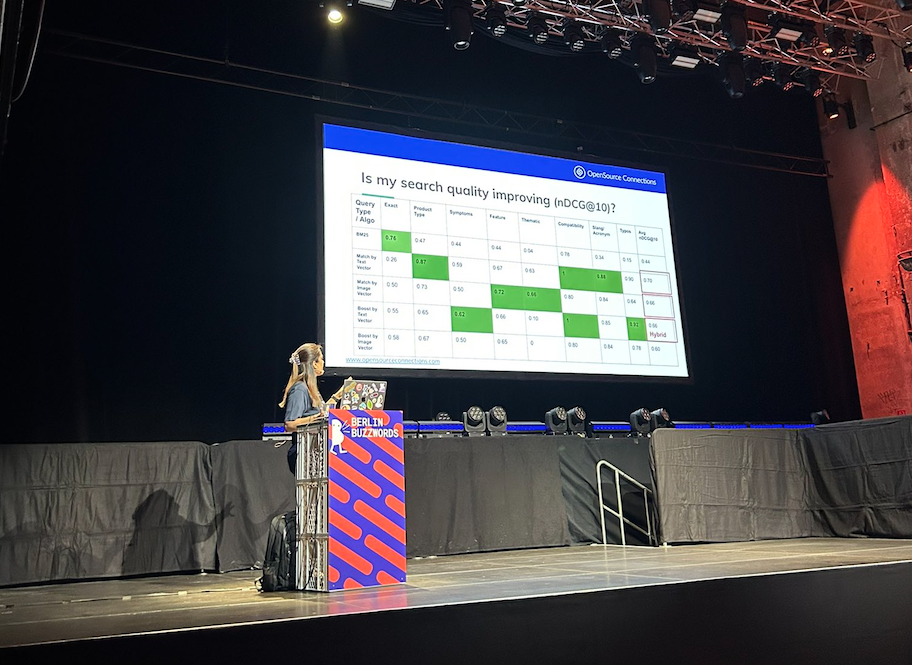 OpenSource Connections
Is my search quality improving (nDCG@10)?
Query Type / Algo Exact Product Type Symptoms Feature Thematic Compatibility Slang/ Acronym Typos Avg nDCG@10
BM25 0.76 0.47 0.44 0.44 0.04 0.78 0.34 0.15 0.44
Match by Text Vector 0.26 0.87 0.59 0.67 0.63 1 0.88 0.90 0.70
Match by Image Vector 0.50 0.73 0.50 0.72 0.66 0.80 0.84 0.64 0.66
Boost by Text Vector 0.55 0.65 0.62 0.66 0.10 1 0.85 0.92 0.66
Hybrid
Boost by Image Vector 0.58 0.67 0.50 0.65 0 0.80 0.84 0.78 0.60
www.opensourceconnections.com
BERLIN
BUZZWORDS